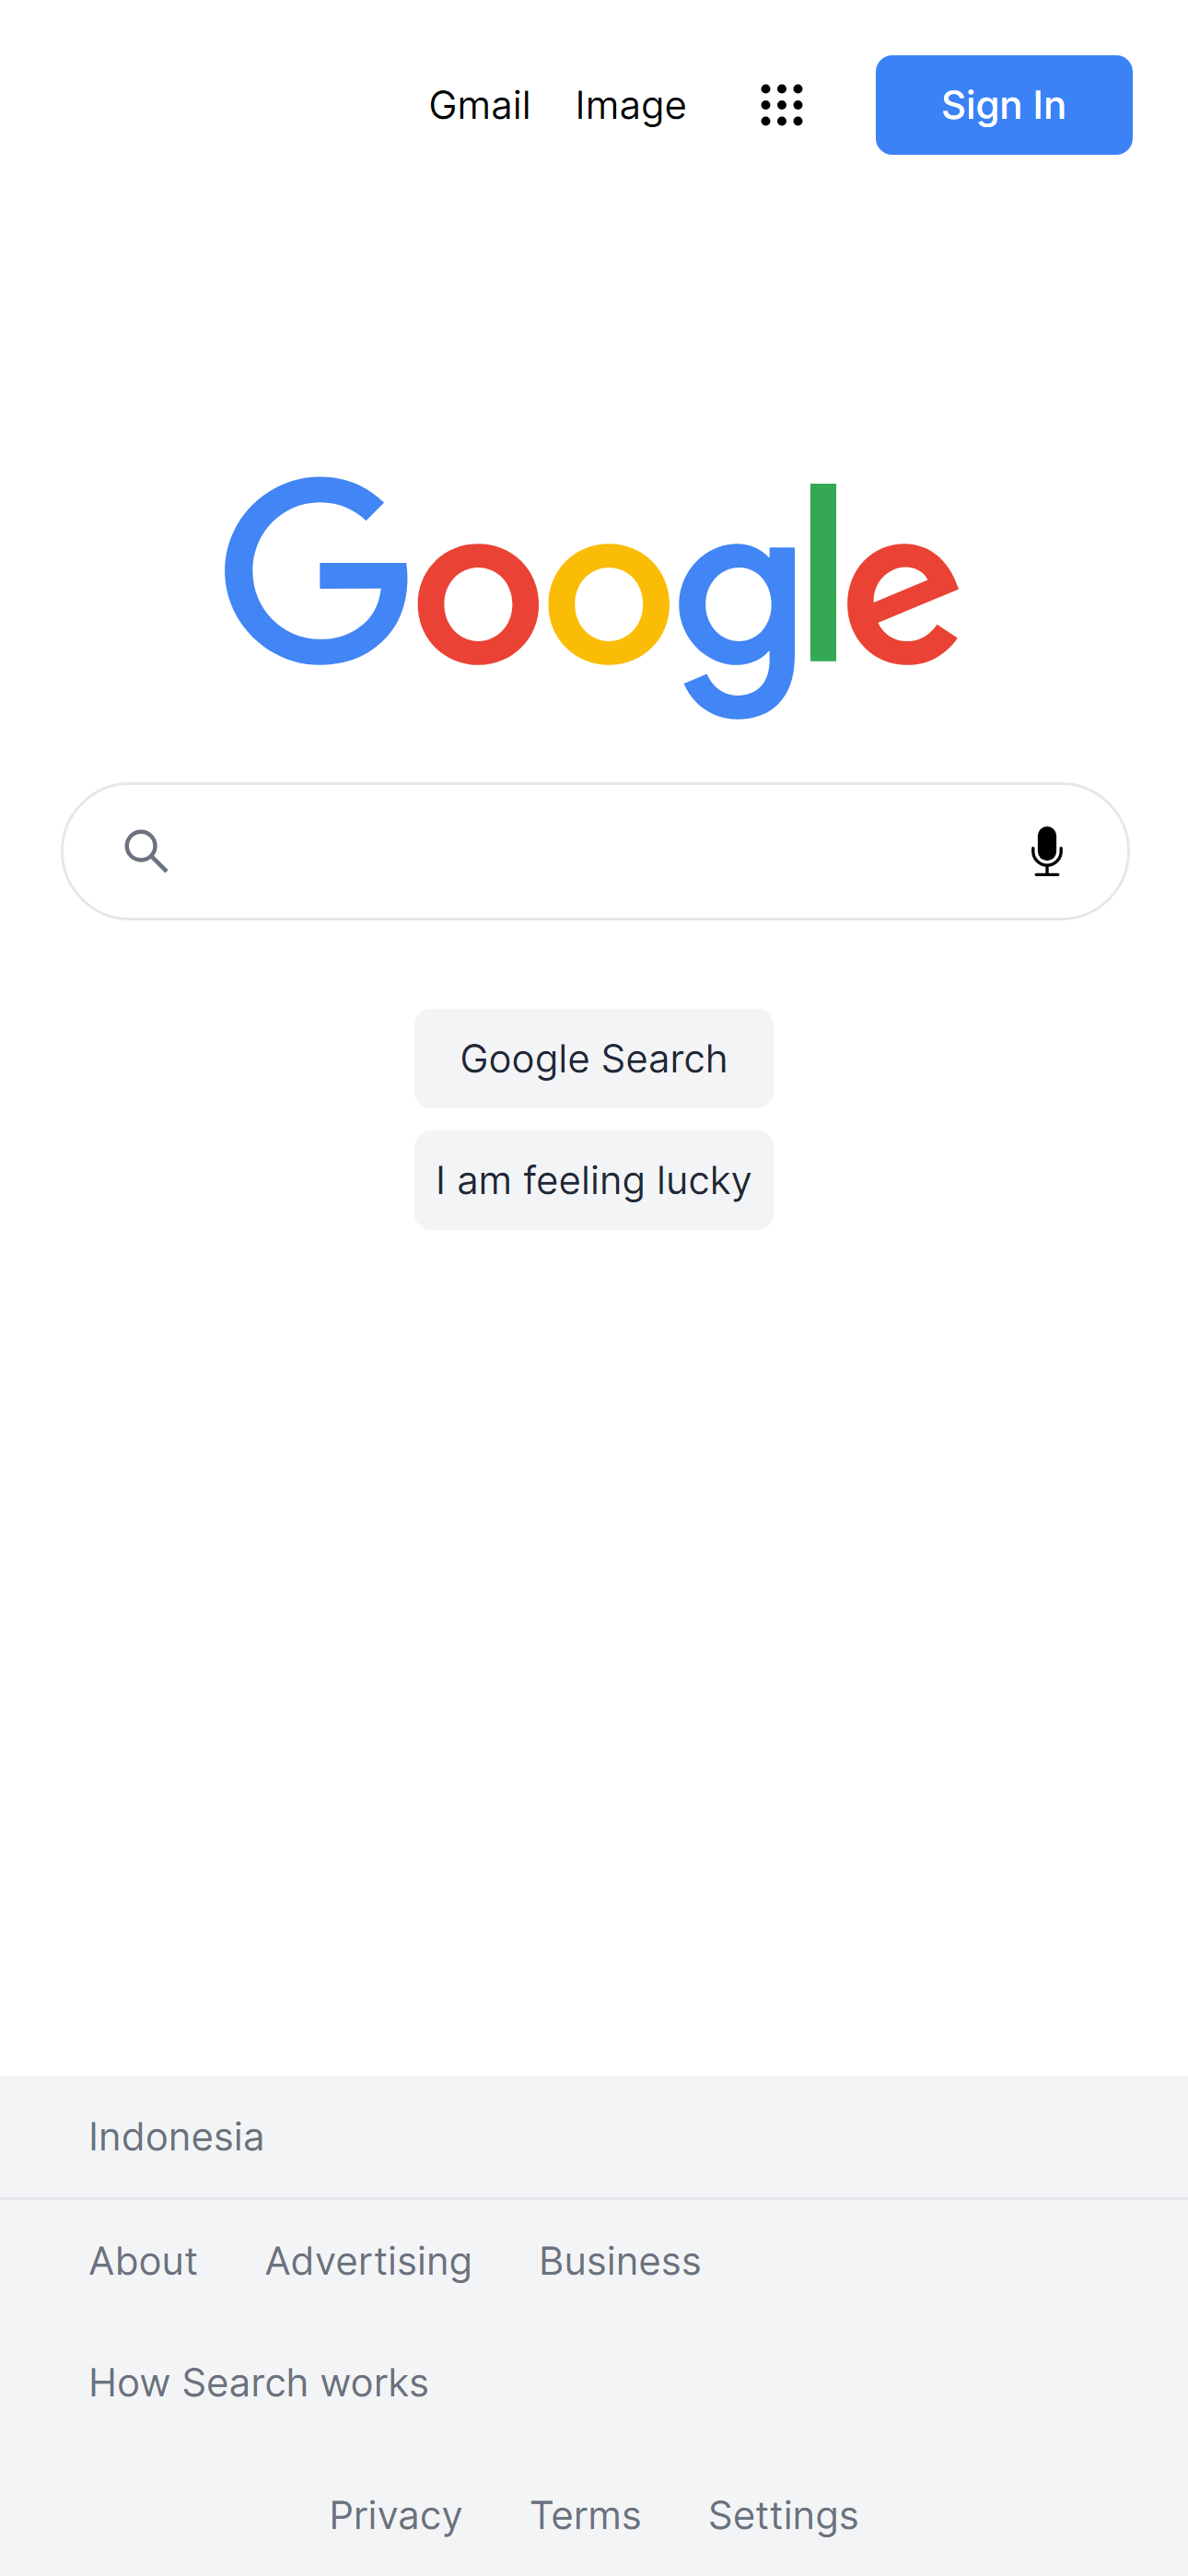 Gmail Image Sign In
Google
Google Search
I am feeling lucky
Indonesia
About Advertising Business
How Search works
Privacy Terms Settings